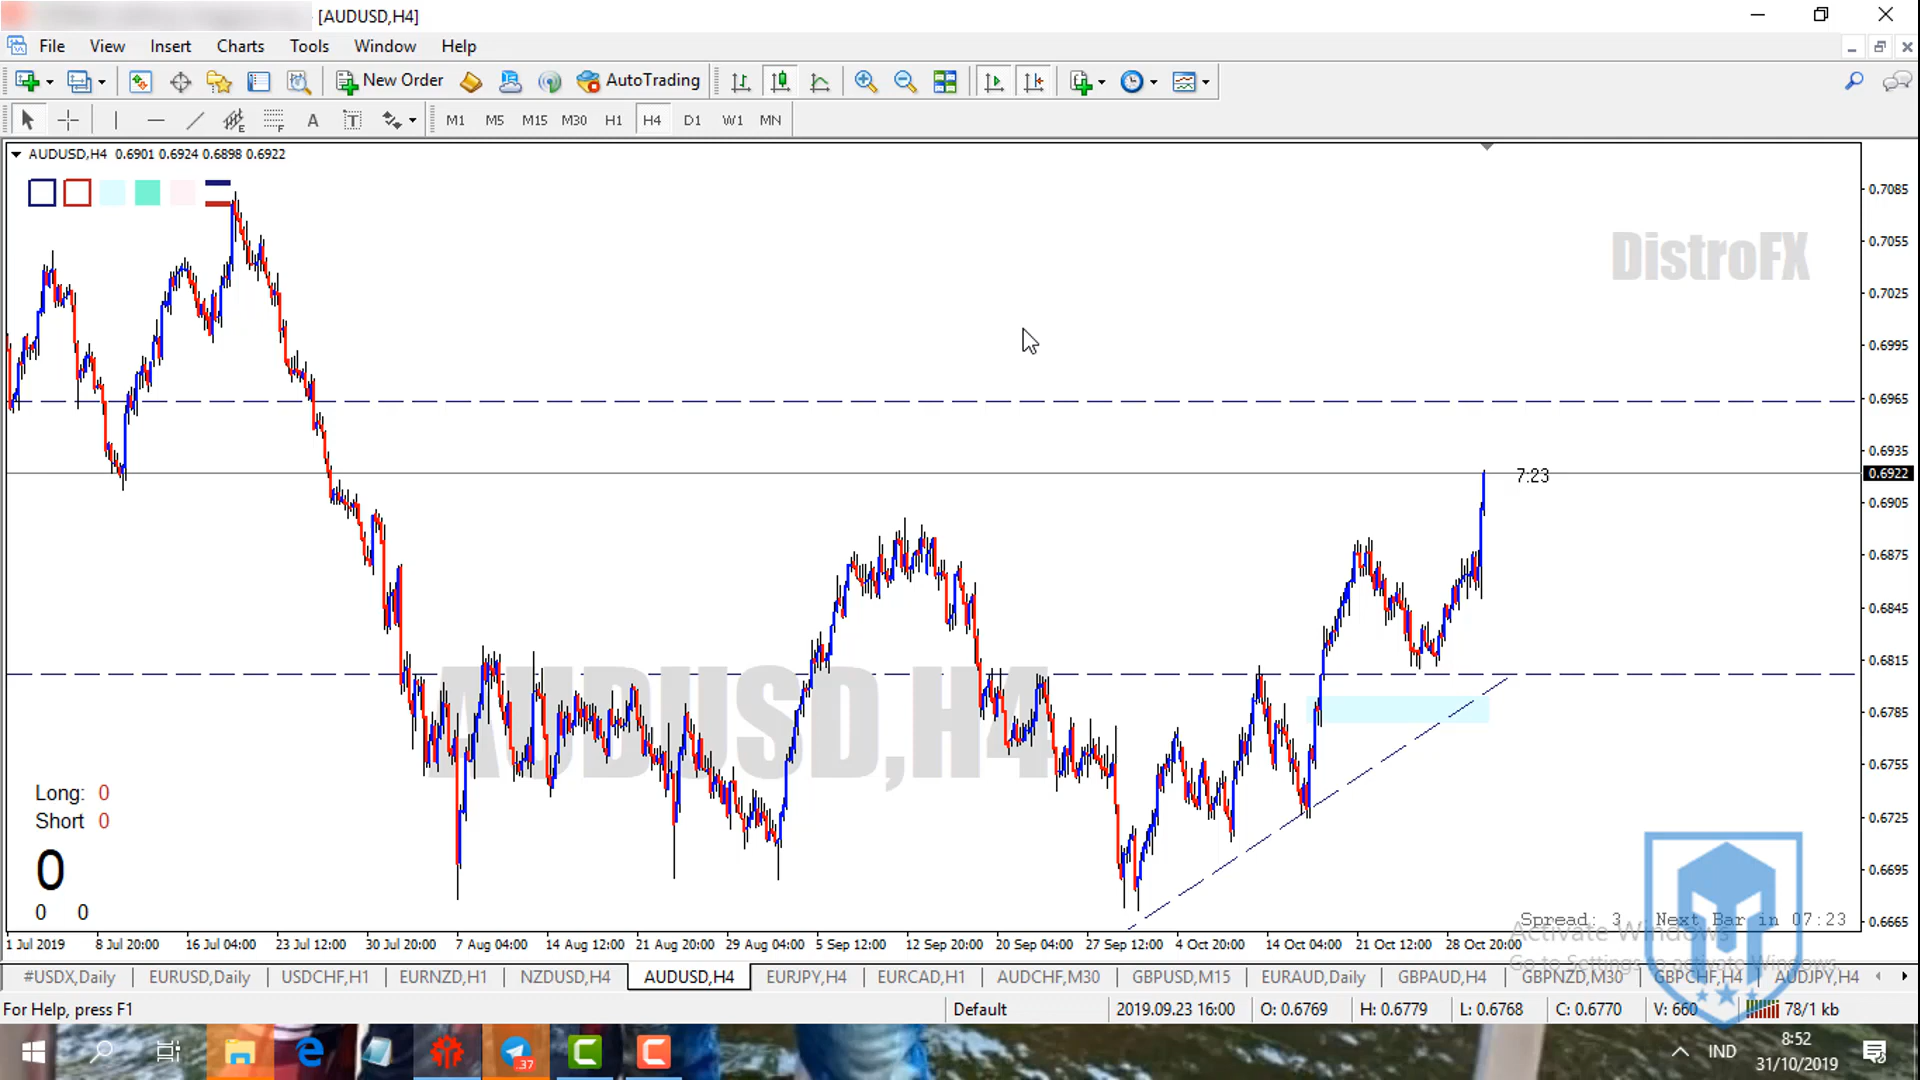 [AUDUSD,H4]
File View Insert Charts Tools Window Help
New Order AutoTrading
E F A T M1 M5 M15 M30 H1 H4 D1 W1 MN
AUDUSD,H4 0.6901 0.6924 0.6898 0.6922
0.7085
DistroFX
0.7055
0.7025
0.6995
0.6965
0.6935
7:23
0.6922
0.6905
0.6875
0.6845
0.6815
AUDUSD,H4
0.6785
0.6755
Long: 0
Short 0
0.6725
0
0.6695
0 0
Spread: 3 Next Bar in 07:23
0.6665
Activate Windows
1 Jul 2019 8 Jul 20:00 16 Jul 04:00 23 Jul 12:00 30 Jul 20:00 7 Aug 04:00 14 Aug 12:00 21 Aug 20:00 29 Aug 04:00 5 Sep 12:00 12 Sep 20:00 20 Sep 04:00 27 Sep 12:00 4 Oct 20:00 14 Oct 04:00 21 Oct 12:00 28 Oct 20:00
Go to Settings to activate Windows.
#USDX,Daily EURUSD,Daily USDCHF,H1 EURNZD,H1 NZDUSD,H4 AUDUSD,H4 EURJPY,H4 EURCAD,H1 AUDCHF,M30 GBPUSD,M15 EURAUD,Daily GBPAUD,H4 GBPNZD,M30 GBPCHF,H4 AUDJPY,H4
For Help, press F1 Default 2019.09.23 16:00 O: 0.6769 H: 0.6779 L: 0.6768 C: 0.6770 V: 660 78/1 kb
37 IND 8:52
31/10/2019